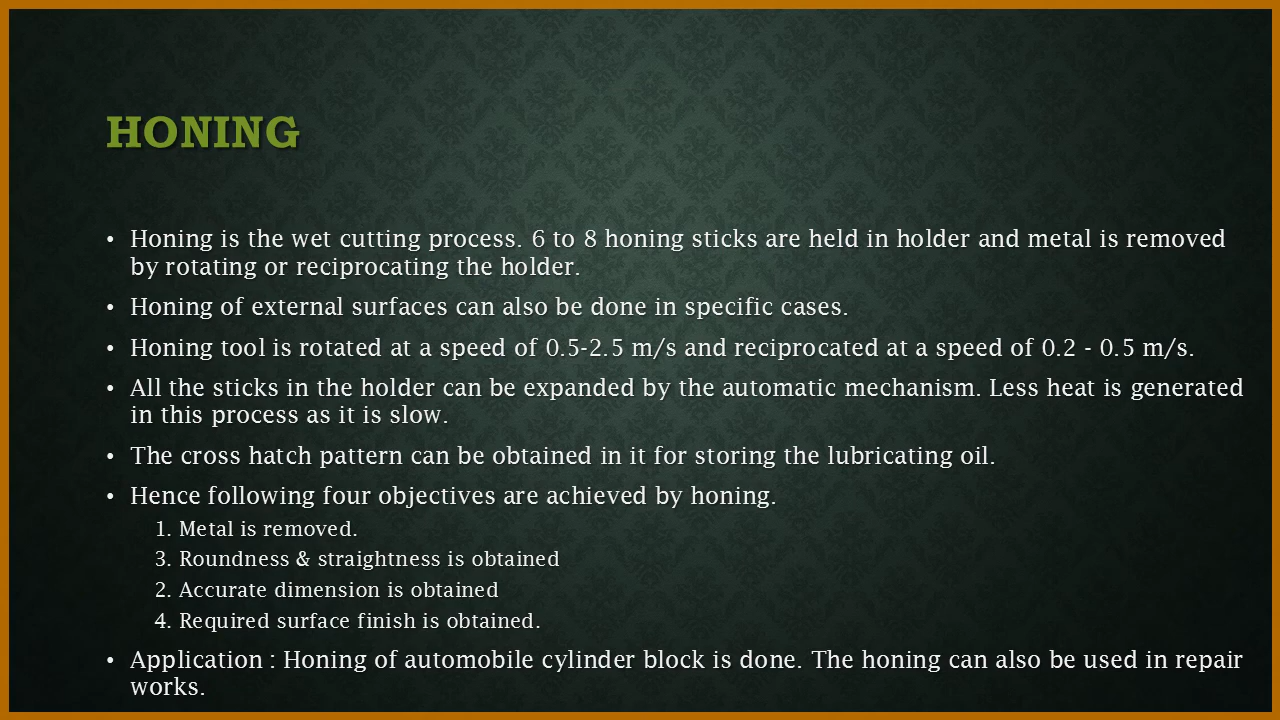 HONING
• Honing is the wet cutting process. 6 to 8 honing sticks are held in holder and metal is removed
by rotating or reciprocating the holder.
• Honing of external surfaces can also be done in specific cases.
• Honing tool is rotated at a speed of 0.5-2.5 m/s and reciprocated at a speed of 0.2 - 0.5 m/s.
• All the sticks in the holder can be expanded by the automatic mechanism. Less heat is generated
in this process as it is slow.
• The cross hatch pattern can be obtained in it for storing the lubricating oil.
• Hence following four objectives are achieved by honing.
1. Metal is removed.
3. Roundness & straightness is obtained
2. Accurate dimension is obtained
4. Required surface finish is obtained.
• Application : Honing of automobile cylinder block is done. The honing can also be used in repair
works.